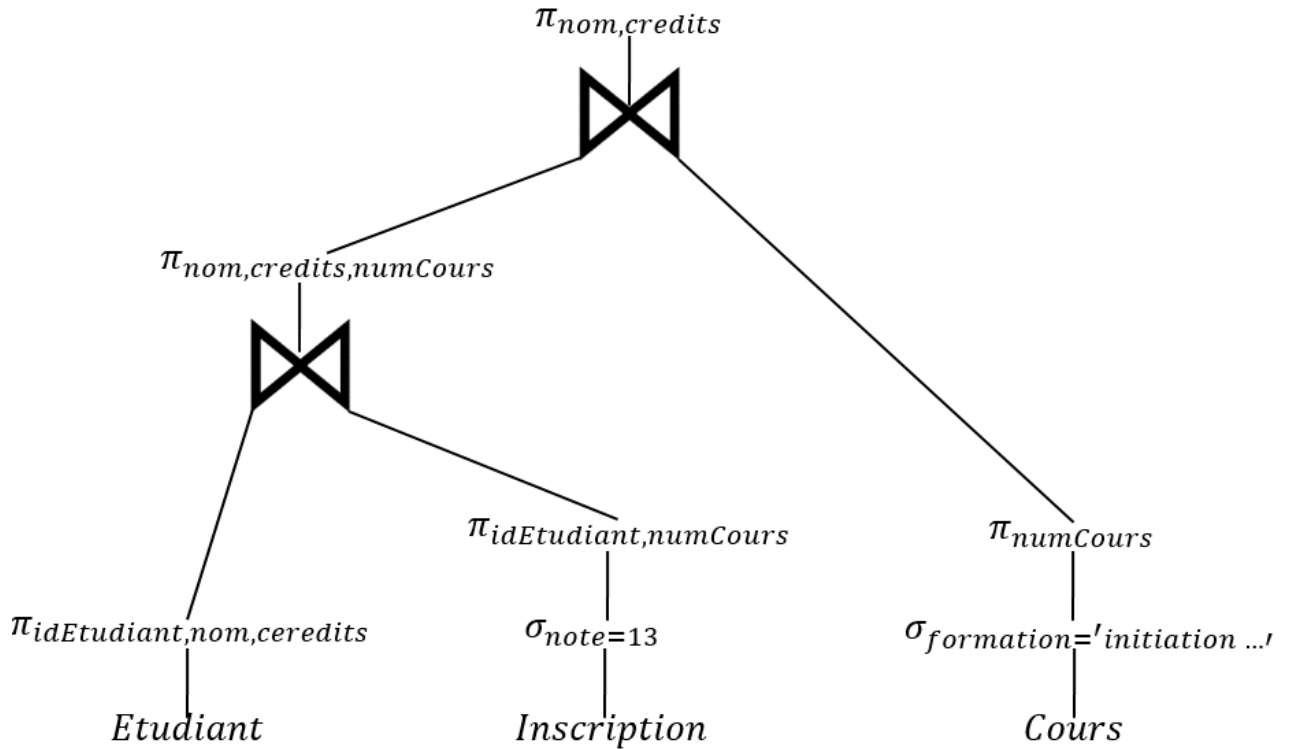 π nom,credits
π nom,credits,numCours
π idEtudiant,numCours
π numCours
π idEtudiant,nom,ceredits
σ note=13
σ formation='initiation ...'
Etudiant
Inscription
Cours